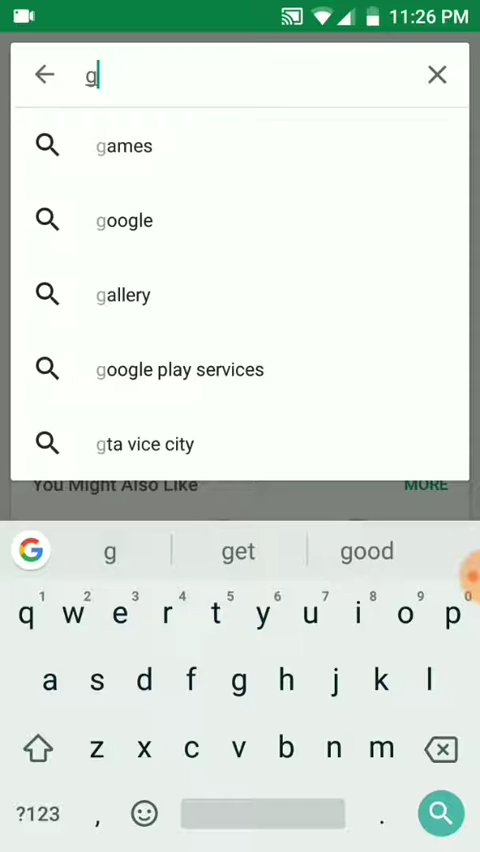 11:26 PM
g
games
google
gallery
google play services
gta vice city
You Might Also Like MORE
G g get good
1 2 3 4 5 6 7 8 9 0
q w e r t y u i o p
a s d f g h j k l
z x c v b n m
?123 , .